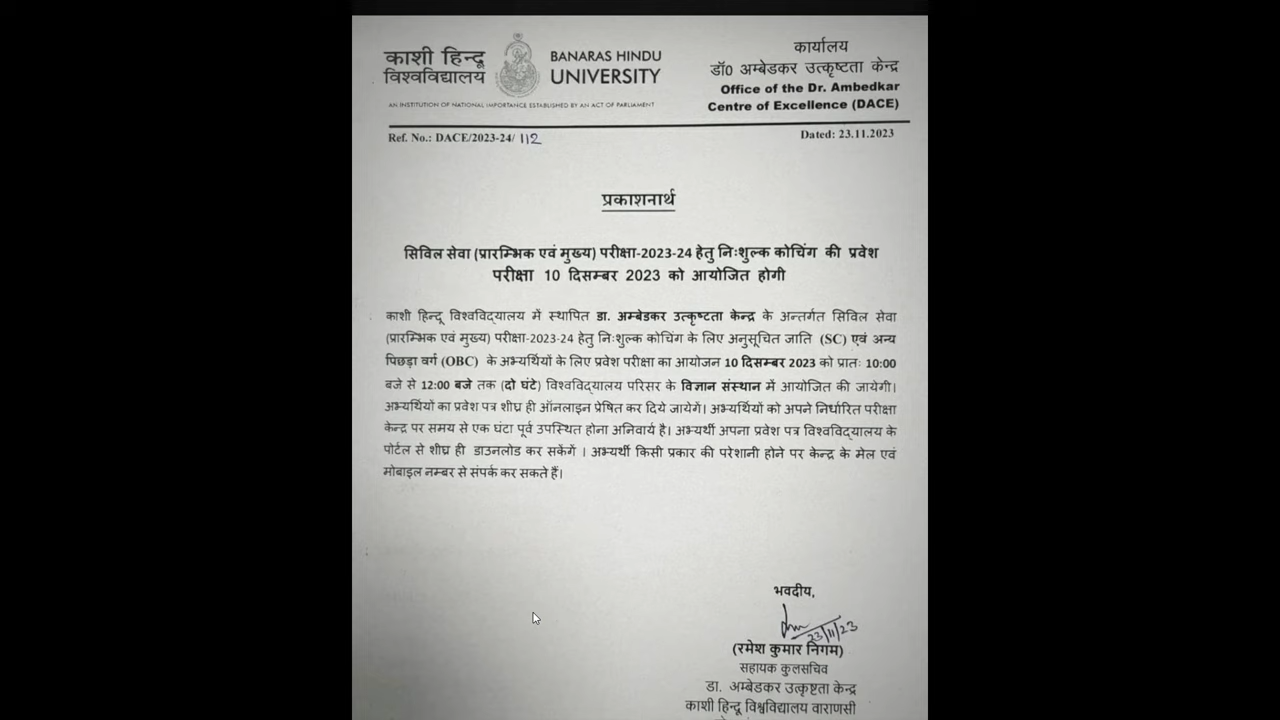 काशी हिन्दू
विश्वविद्यालय
BANARAS HINDU
UNIVERSITY
AN INSTITUTION OF NATIONAL IMPORTANCE ESTABLISHED BY AN ACT OF PARLIAMENT
कार्यालय
डॉ0 अम्बेडकर उत्कृष्टता केन्द्र
Office of the Dr. Ambedkar
Centre of Excellence (DACE)
Ref. No.: DACE/2023-24/ 112
Dated: 23.11.2023
प्रकाशनार्थ
सिविल सेवा (प्रारम्भिक एवं मुख्य) परीक्षा-2023-24 हेतु निःशुल्क कोचिंग की प्रवेश
परीक्षा 10 दिसम्बर 2023 को आयोजित होगी
काशी हिन्दू विश्वविद्यालय में स्थापित डा. अम्बेडकर उत्कृष्टता केन्द्र के अन्तर्गत सिविल सेवा
(प्रारम्भिक एवं मुख्य) परीक्षा-2023-24 हेतु निःशुल्क कोचिंग के लिए अनुसूचित जाति (SC) एवं अन्य
पिछड़ा वर्ग (OBC) के अभ्यर्थियों के लिए प्रवेश परीक्षा का आयोजन 10 दिसम्बर 2023 को प्रातः 10:00
बजे से 12:00 बजे तक (दो घंटे) विश्वविद्यालय परिसर के विज्ञान संस्थान में आयोजित की जायेगी।
अभ्यर्थियों का प्रवेश पत्र शीघ्र ही ऑनलाइन प्रेषित कर दिये जायेगें। अभ्यर्थियों को अपने निर्धारित परीक्षा
केन्द्र पर समय से एक घंटा पूर्व उपस्थित होना अनिवार्य है। अभ्यर्थी अपना प्रवेश पत्र विश्वविद्यालय के
पोर्टल से शीघ्र ही डाउनलोड कर सकेंगें । अभ्यर्थी किसी प्रकार की परेशानी होने पर केन्द्र के मेल एवं
मोबाइल नम्बर से संपर्क कर सकते हैं।
भवदीय,
23/11/23
(रमेश कुमार निगम)
सहायक कुलसचिव
डा. अम्बेडकर उत्कृष्टता केन्द्र
काशी हिन्दू विश्वविद्यालय वाराणसी